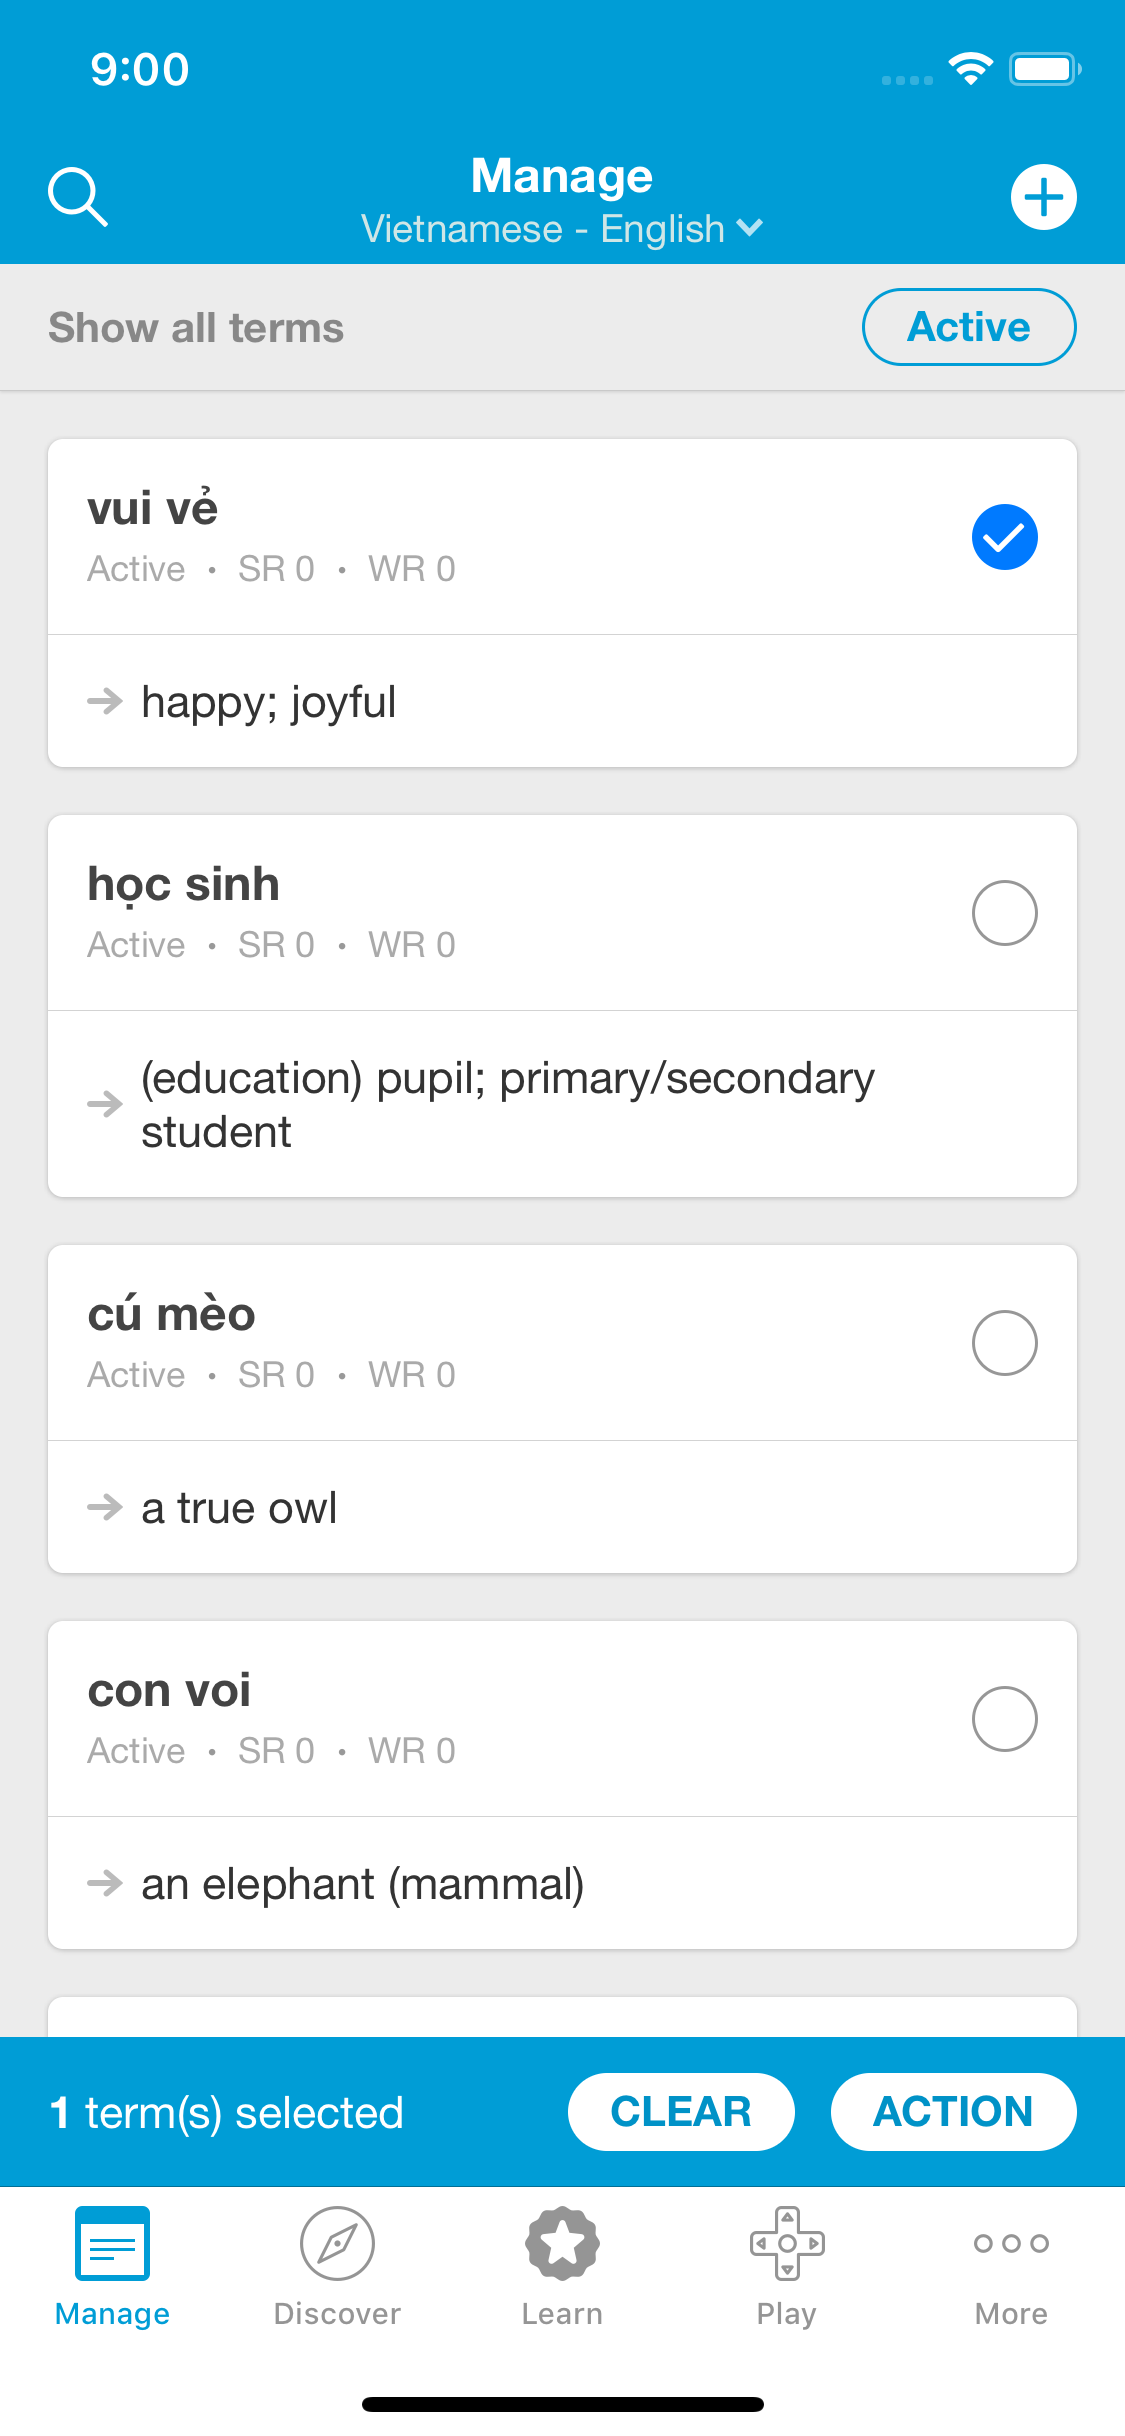 9:00
Manage
Vietnamese - English
Show all terms
Active
vui vẻ
Active • SR 0 • WR 0
happy; joyful
học sinh
Active • SR 0 • WR 0
(education) pupil; primary/secondary
student
cú mèo
Active • SR 0 • WR 0
a true owl
con voi
Active • SR 0 • WR 0
an elephant (mammal)
1 term(s) selected
CLEAR
ACTION
Manage
Discover
Learn
Play
More